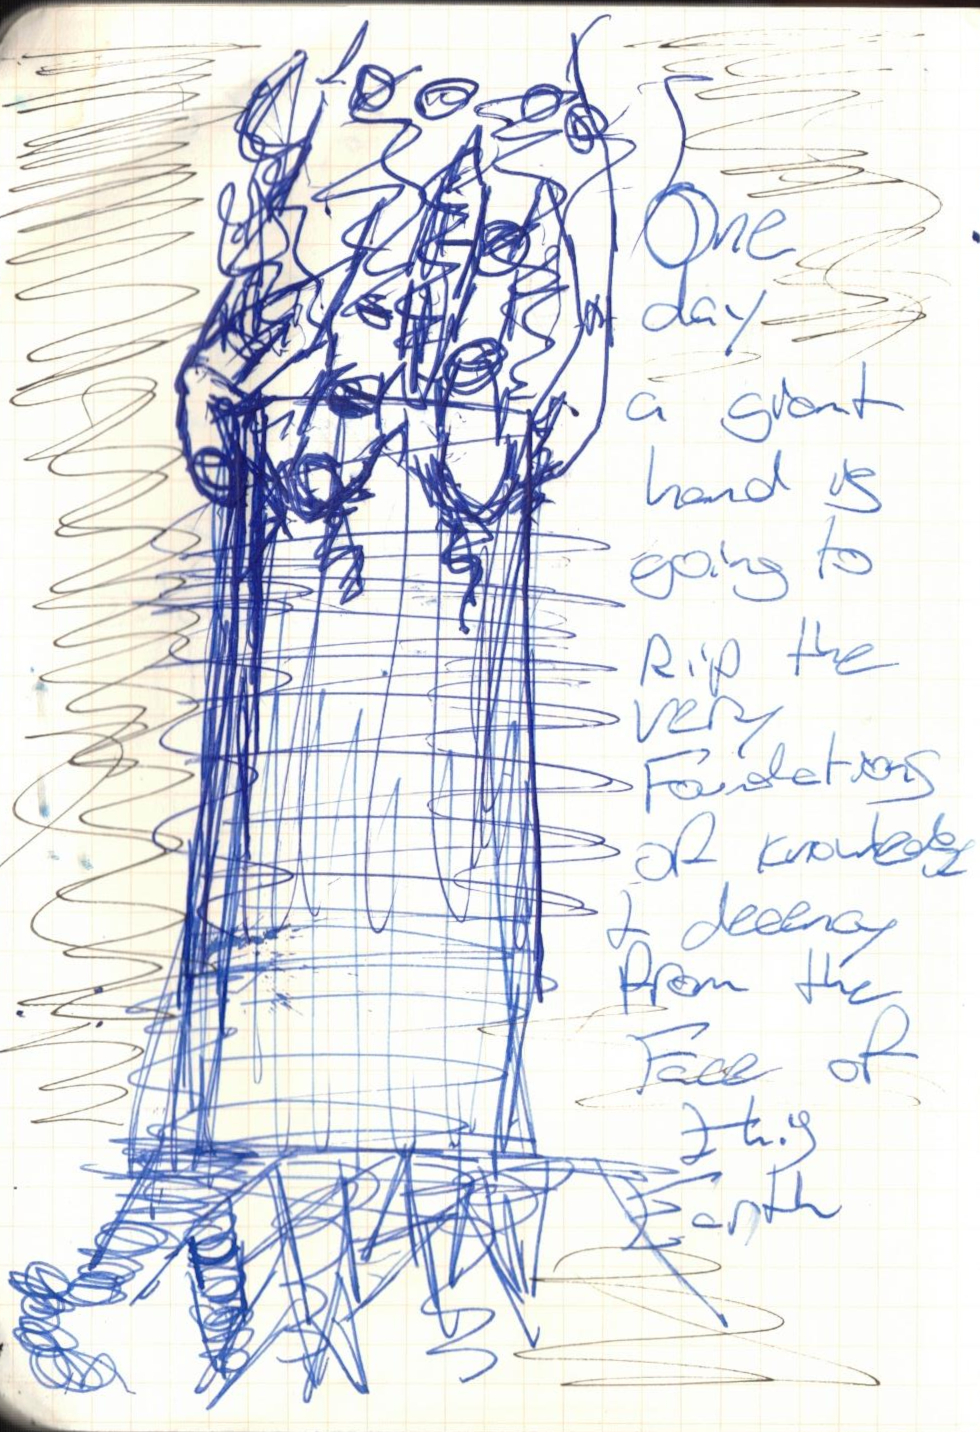 One
day
a giant
hand is
going to
Rip the
very
Foundations
of knowledge
& decency
from the
Face of
this
Earth